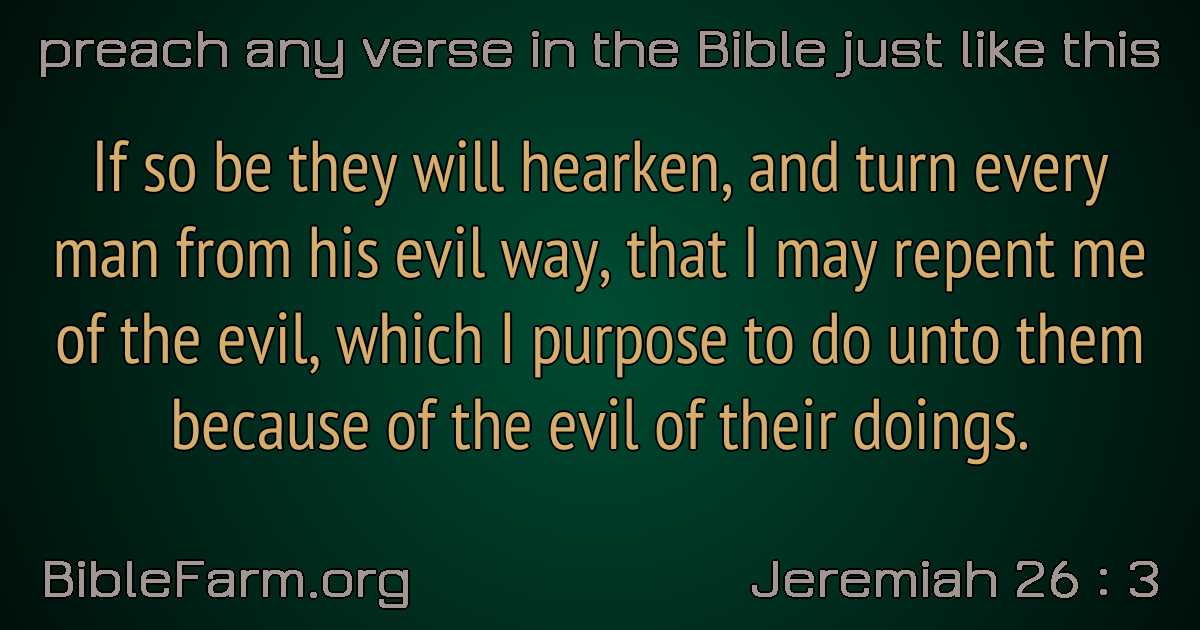 preach any verse in the Bible just like this
If so be they will hearken, and turn every
man from his evil way, that I may repent me
of the evil, which I purpose to do unto them
because of the evil of their doings.
BibleFarm.org
Jeremiah 26 : 3